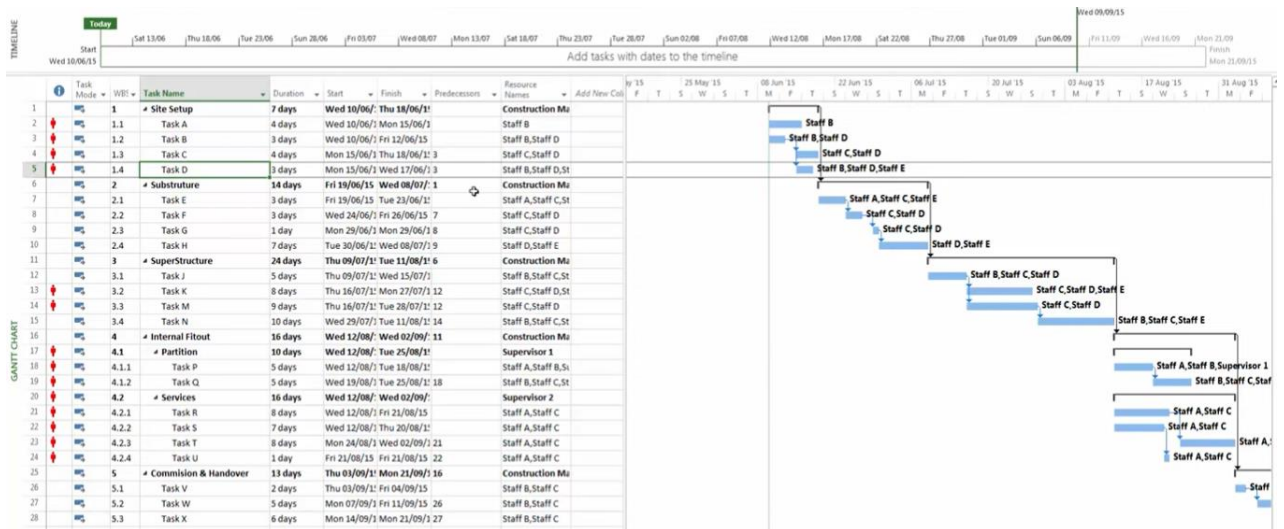 Wed 09/09/15
TIMELINE
Today
Sat 13/06 Thu 18/06 Tue 23/06 Sun 28/06 Fri 03/07 Wed 08/07 Mon 13/07 Sat 18/07 Thu 23/07 Tue 28/07 Sun 02/08 Fri 07/08 Wed 12/08 Mon 17/08 Sat 22/08 Thu 27/08 Tue 01/09 Sun 06/09 Fri 11/09 Wed 16/09 Mon 21/09
Start
Wed 10/06/15
Add tasks with dates to the timeline
Finish
Mon 21/09/15
Task Mode WBS Task Name Duration Start Finish Predecessors Resource Names Add New Col
25 May '15 08 Jun '15 22 Jun '15 06 Jul '15 20 Jul '15 03 Aug '15 17 Aug '15 31 Aug '15
F T S W S T M F T S W S T M F T S W S T M F T S W S T M F
1 1 Site Setup 7 days Wed 10/06/ Thu 18/06/1 Construction Ma
2 1.1 Task A 4 days Wed 10/06/1 Mon 15/06/1 Staff B Staff B
3 1.2 Task B 3 days Wed 10/06/1 Fri 12/06/15 Staff B,Staff D Staff B,Staff D
4 1.3 Task C 4 days Mon 15/06/1 Thu 18/06/1 3 Staff C,Staff D Staff C,Staff D
5 1.4 Task D 3 days Mon 15/06/1 Wed 17/06/1 3 Staff B,Staff D,St Staff B,Staff D,Staff E
6 2 Substruture 14 days Fri 19/06/15 Wed 08/07/ 1 Construction Ma
7 2.1 Task E 3 days Fri 19/06/15 Tue 23/06/1 Staff A,Staff C,St Staff A,Staff C,Staff E
8 2.2 Task F 3 days Wed 24/06/1 Fri 26/06/15 7 Staff C,Staff D Staff C,Staff D
9 2.3 Task G 1 day Mon 29/06/1 Mon 29/06/1 8 Staff C,Staff D Staff C,Staff D
10 2.4 Task H 7 days Tue 30/06/1 Wed 08/07/1 9 Staff D,Staff E Staff D,Staff E
11 3 SuperStructure 24 days Thu 09/07/1 Tue 11/08/1 6 Construction Ma
12 3.1 Task J 5 days Thu 09/07/1 Wed 15/07/1 Staff B,Staff C,St Staff B,Staff C,Staff D
13 3.2 Task K 8 days Thu 16/07/1 Mon 27/07/1 12 Staff C,Staff D,St Staff C,Staff D,Staff E
14 3.3 Task M 9 days Thu 16/07/1 Tue 28/07/1 12 Staff C,Staff D Staff C,Staff D
15 3.4 Task N 10 days Wed 29/07/1 Tue 11/08/1 14 Staff B,Staff C,St Staff B,Staff C,Staff E
16 4 Internal Fitout 16 days Wed 12/08/ Wed 02/09/ 11 Construction Ma
17 4.1 Partition 10 days Wed 12/08/ Tue 25/08/1 Supervisor 1
18 4.1.1 Task P 5 days Wed 12/08/1 Tue 18/08/1 Staff A,Staff B,Su Staff A,Staff B,Supervisor 1
19 4.1.2 Task Q 5 days Wed 19/08/1 Tue 25/08/1 18 Staff B,Staff C,St Staff B,Staff C,Staf
20 4.2 Services 16 days Wed 12/08/ Wed 02/09/ Supervisor 2
21 4.2.1 Task R 8 days Wed 12/08/1 Fri 21/08/15 Staff A,Staff C Staff A,Staff C
22 4.2.2 Task S 7 days Wed 12/08/1 Thu 20/08/1 Staff A,Staff C Staff A,Staff C
23 4.2.3 Task T 8 days Mon 24/08/1 Wed 02/09/1 21 Staff A,Staff C Staff A,
24 4.2.4 Task U 1 day Fri 21/08/15 Fri 21/08/15 22 Staff A,Staff C Staff A,Staff C
25 5 Commision & Handover 13 days Thu 03/09/1 Mon 21/09/1 16 Construction Ma
26 5.1 Task V 2 days Thu 03/09/1 Fri 04/09/15 Staff B,Staff C Staff
27 5.2 Task W 5 days Mon 07/09/1 Fri 11/09/15 26 Staff B,Staff C
28 5.3 Task X 6 days Mon 14/09/1 Mon 21/09/1 27 Staff B,Staff C
GANTT CHART